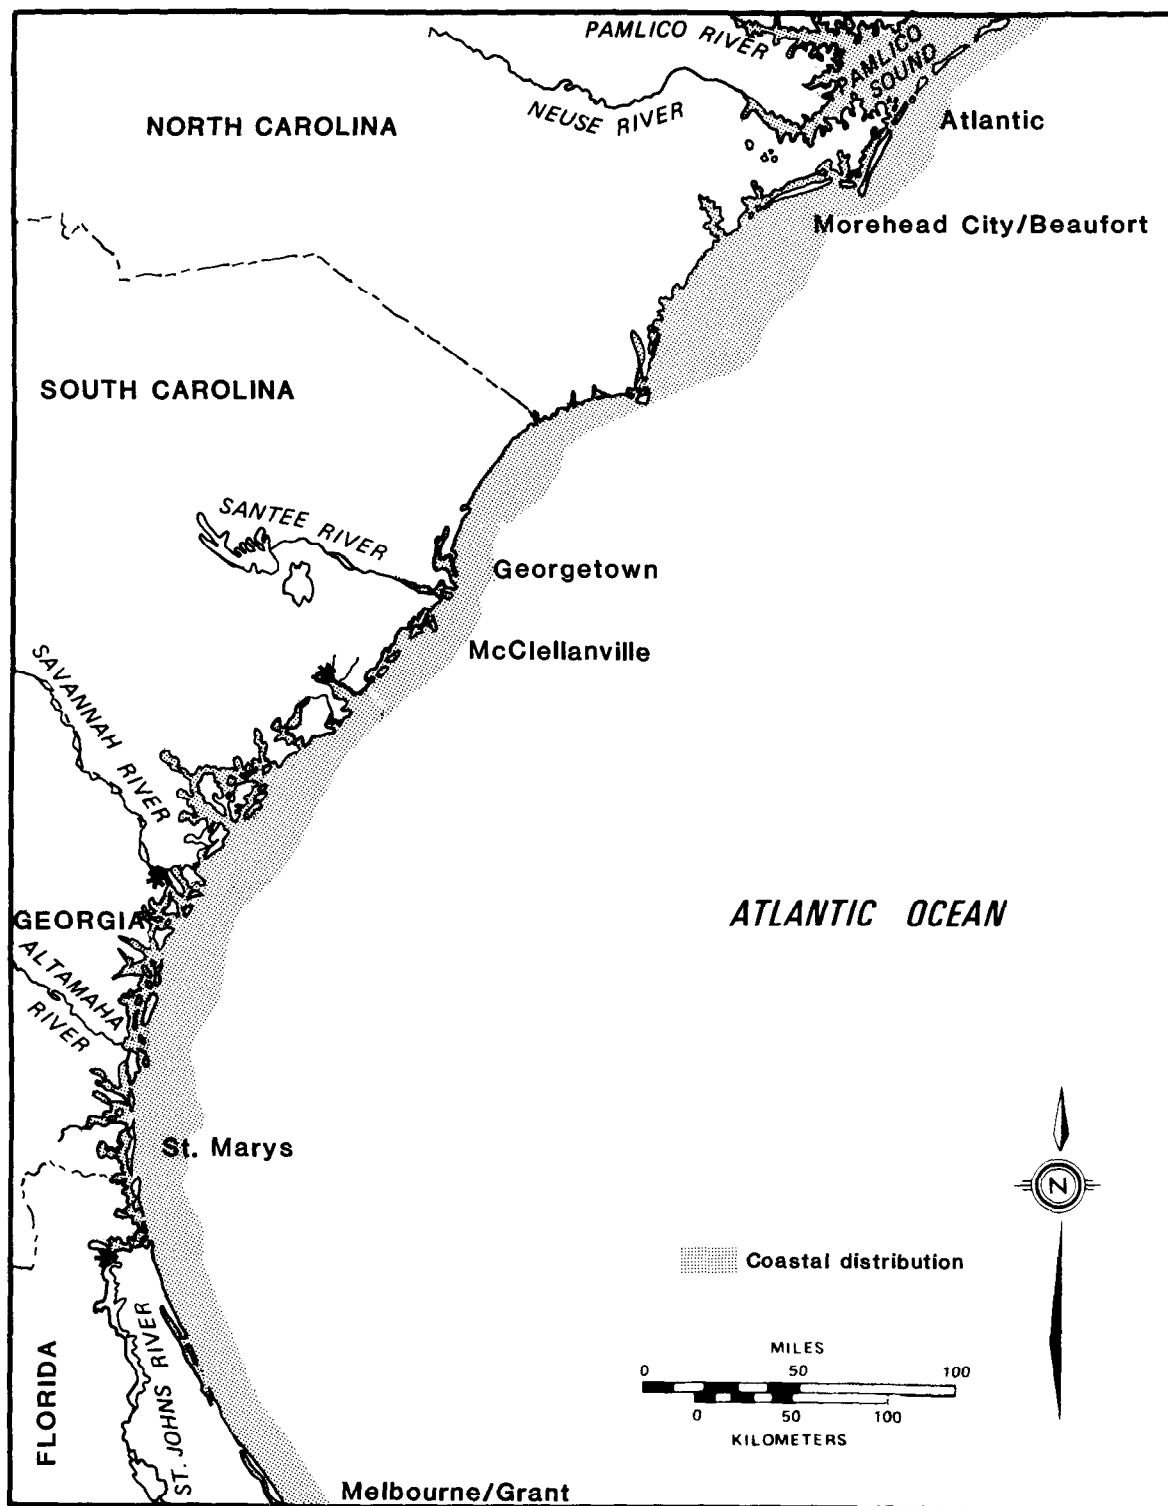 PAMLICO RIVER
PAMLICO
SOUND
NEUSE RIVER
NORTH CAROLINA
Atlantic
Morehead City/Beaufort
SOUTH CAROLINA
SANTEE RIVER
Georgetown
McClellanville
SAVANNAH RIVER
ATLANTIC OCEAN
GEORGIA
ALTAMAHA
RIVER
St. Marys
N
Coastal distribution
FLORIDA
ST. JOHNS RIVER
MILES
0 50 100
0 50 100
KILOMETERS
Melbourne/Grant